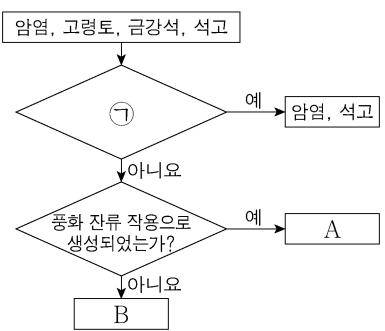 암염, 고령토, 금강석, 석고
㉠
예
암염, 석고
아니요
풍화 잔류 작용으로
생성되었는가?
예
A
아니요
B